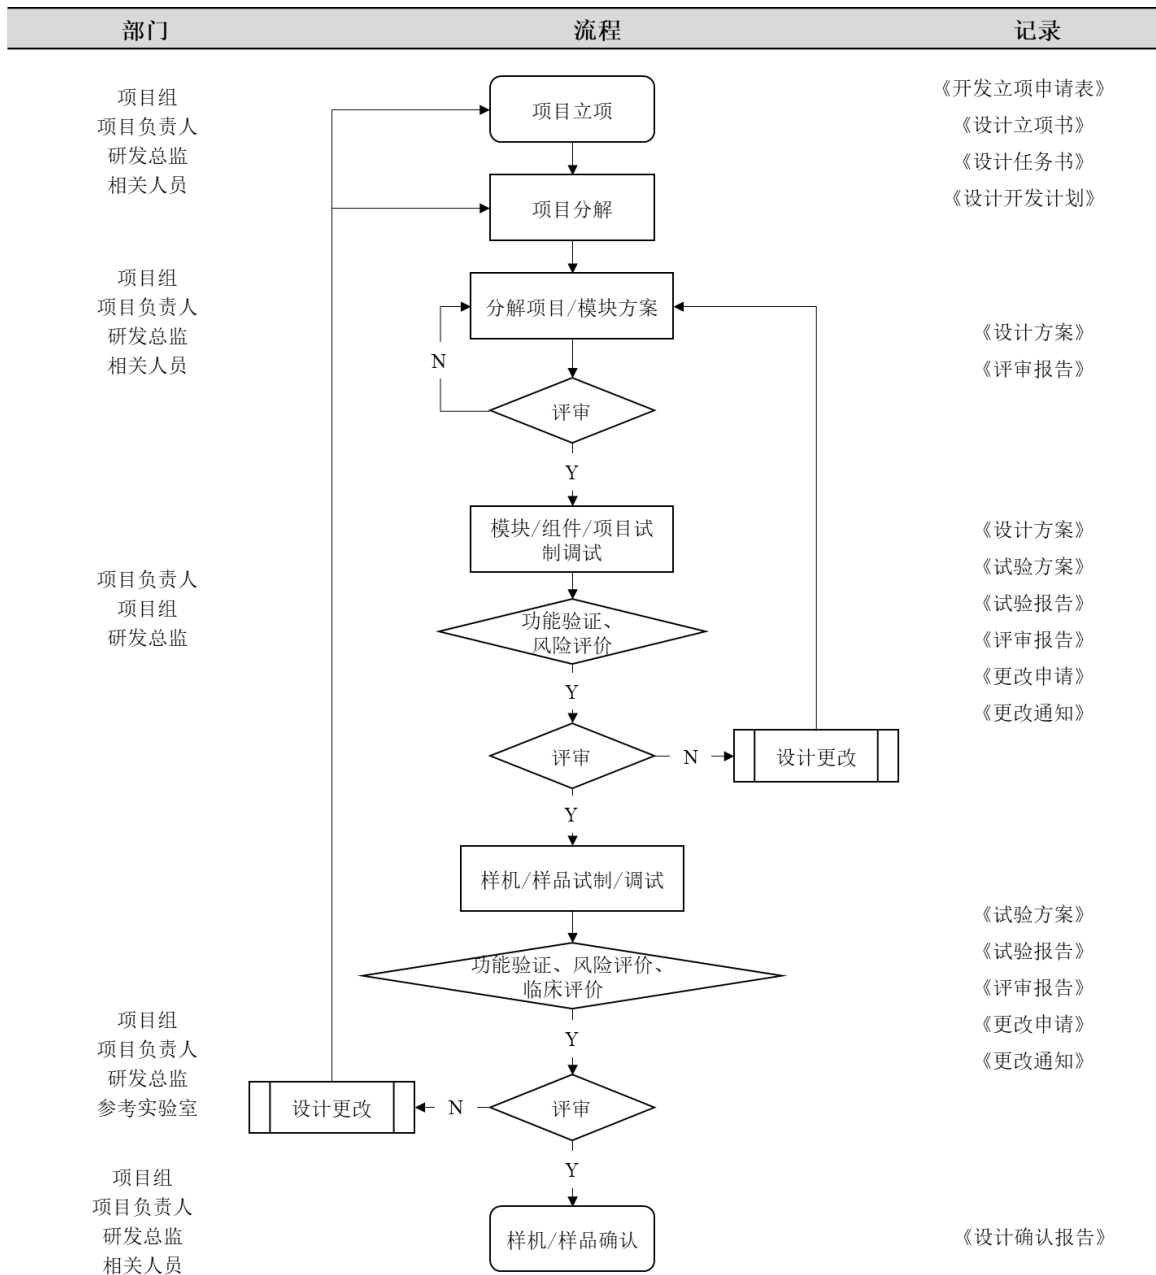 部门
流程
记录
项目组
项目负责人
研发总监
相关人员
项目立项
项目分解
《开发立项申请表》
《设计立项书》
《设计任务书》
《设计开发计划》
项目组
项目负责人
研发总监
相关人员
分解项目/模块方案
N
评审
Y
《设计方案》
《评审报告》
项目负责人
项目组
研发总监
模块/组件/项目试
制调试
功能验证、
风险评价
Y
评审
N
设计更改
Y
《设计方案》
《试验方案》
《试验报告》
《评审报告》
《更改申请》
《更改通知》
样机/样品试制/调试
功能验证、风险评价、
临床评价
Y
项目组
项目负责人
研发总监
参考实验室
设计更改
N
评审
Y
《试验方案》
《试验报告》
《评审报告》
《更改申请》
《更改通知》
项目组
项目负责人
研发总监
相关人员
样机/样品确认
《设计确认报告》